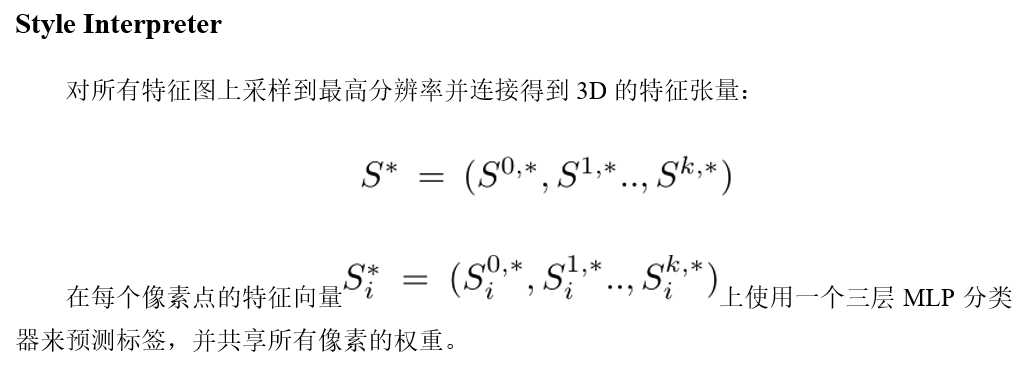 Style Interpreter
对所有特征图上采样到最高分辨率并连接得到 3D 的特征张量：
S* = (S^{0,*}, S^{1,*}.., S^{k,*})
在每个像素点的特征向量S_i^* = (S_i^{0,*}, S_i^{1,*}.., S_i^{k,*})上使用一个三层 MLP 分类
器来预测标签，并共享所有像素的权重。